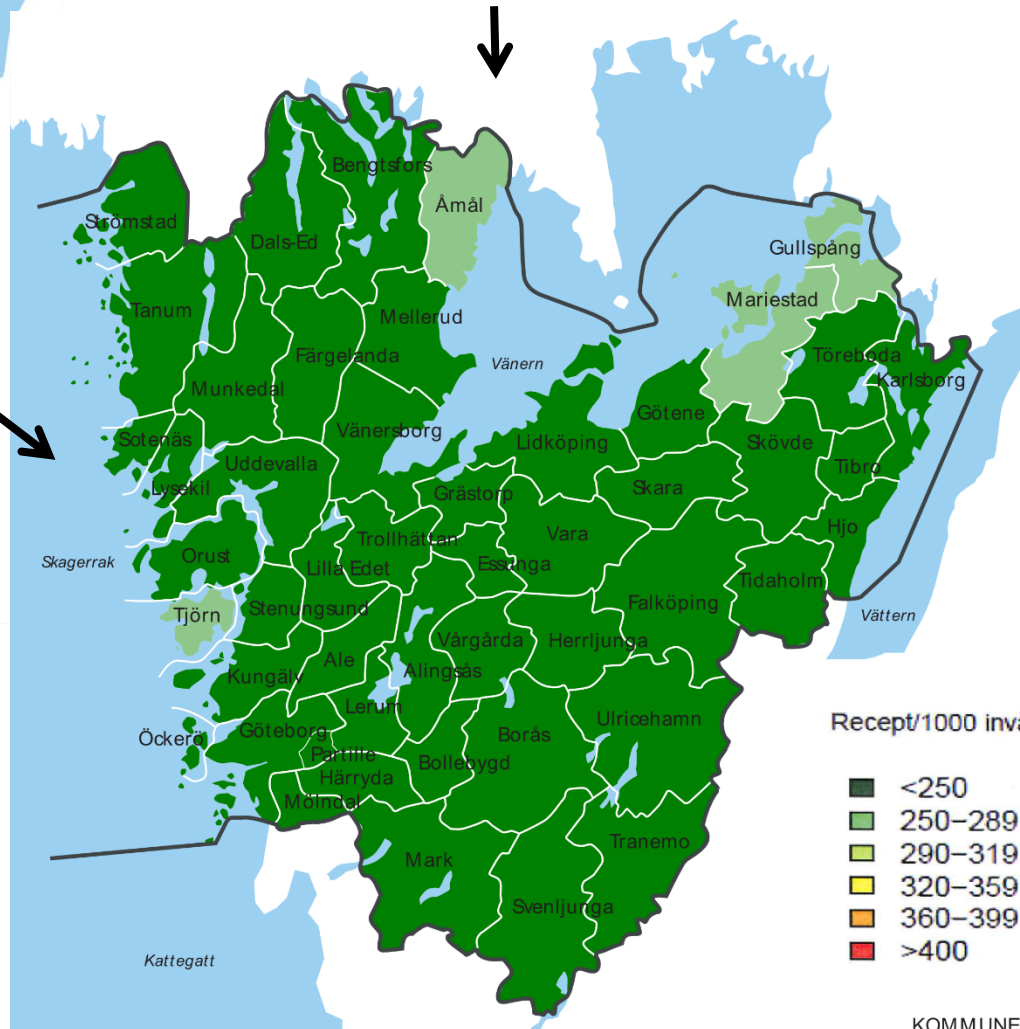 Bengtsfors
Åmål
Strömstad
Dals-Ed
Gullspång
Mariestad
Tanum
Mellerud
Vänern
Färgelanda
Töreboda
Karlsborg
Munkedal
Götene
Vänersborg
Sotenäs
Lidköping
Skövde
Uddevalla
Tibro
Lysekil
Grästorp
Skara
Hjo
Trollhättan
Vara
Skagerrak
Orust
Lilla Edet
Essunga
Tidaholm
Tjörn
Stenungsund
Falköping
Vättern
Vårgårda
Herrljunga
Ale
Alingsås
Kungälv
Lerum
Ulricehamn
Öckerö
Göteborg
Borås
Partille
Bollebygd
Härryda
Mölndal
Tranemo
Mark
Svenljunga
Kattegatt
Recept/1000 inva
<250
250–289
290–319
320–359
360–399
>400
KOMMUNE